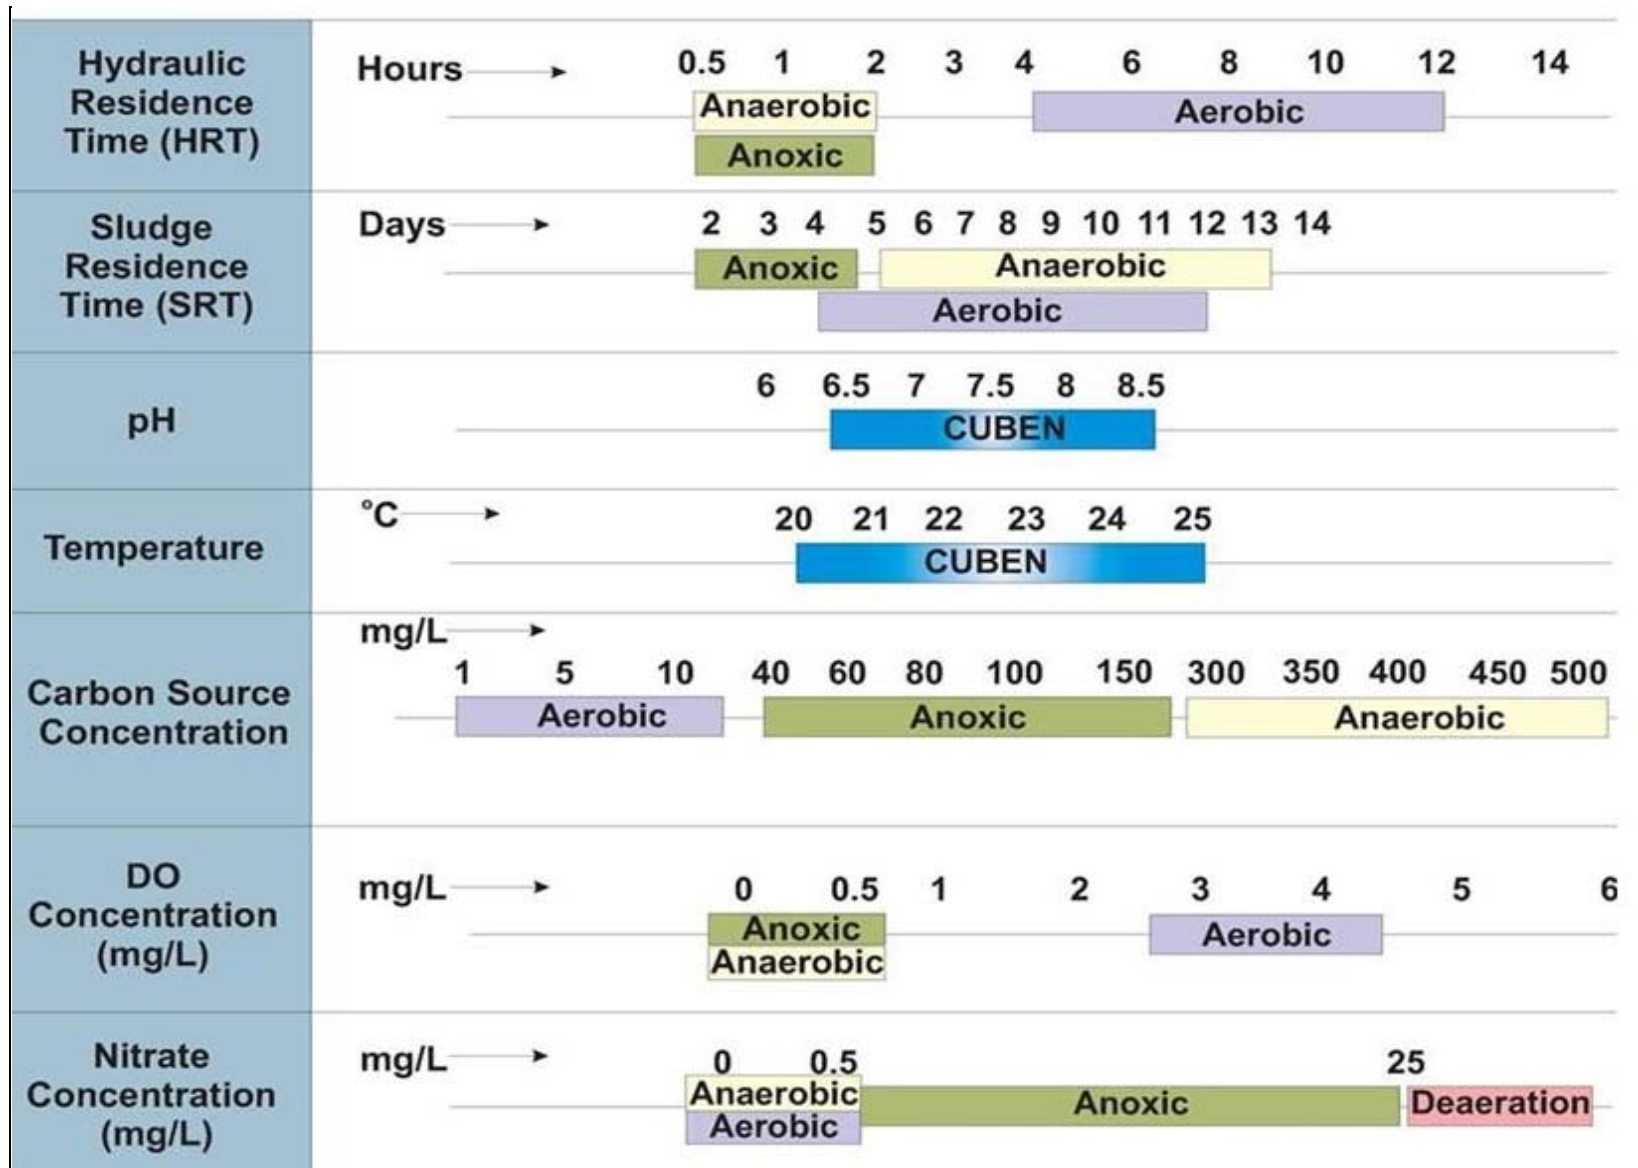 Hydraulic
Residence
Time (HRT)
Hours
0.5 1 2 3 4 6 8 10 12 14
Anaerobic
Aerobic
Anoxic
Sludge
Residence
Time (SRT)
Days
2 3 4 5 6 7 8 9 10 11 12 13 14
Anoxic
Anaerobic
Aerobic
pH
6 6.5 7 7.5 8 8.5
CUBEN
Temperature
°C
20 21 22 23 24 25
CUBEN
Carbon Source
Concentration
mg/L
1 5 10 40 60 80 100 150 300 350 400 450 500
Aerobic
Anoxic
Anaerobic
DO
Concentration
(mg/L)
mg/L
0 0.5 1 2 3 4 5 6
Anoxic
Anaerobic
Aerobic
Nitrate
Concentration
(mg/L)
mg/L
0 0.5 25
Anaerobic
Aerobic
Anoxic
Deaeration